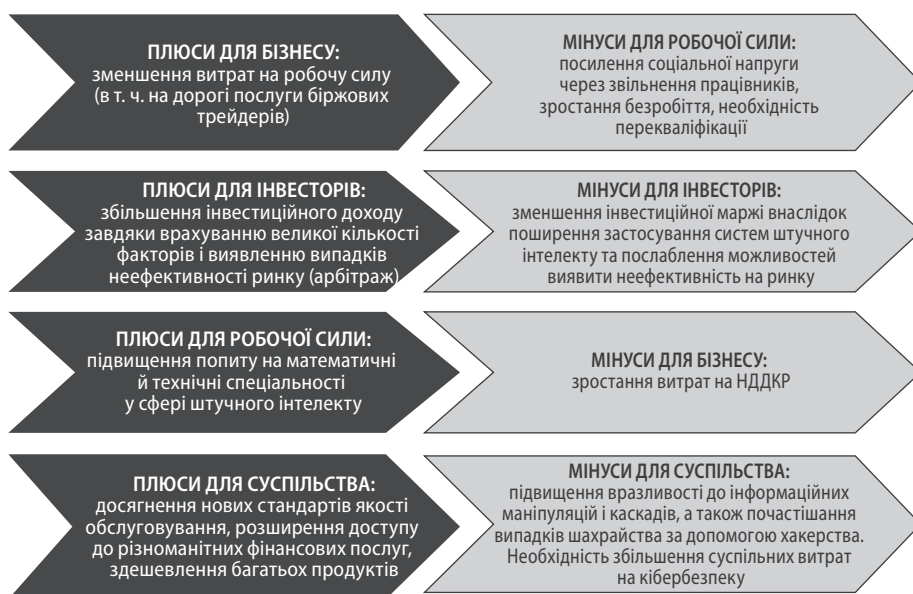 ПЛЮСИ ДЛЯ БІЗНЕСУ:
зменшення витрат на робочу силу
(в т. ч. на дорогі послуги біржових
трейдерів)
МІНУСИ ДЛЯ РОБОЧОЇ СИЛИ:
посилення соціальної напруги
через звільнення працівників,
зростання безробіття, необхідність
перекваліфікації
ПЛЮСИ ДЛЯ ІНВЕСТОРІВ:
збільшення інвестиційного доходу
завдяки врахуванню великої кількості
факторів і виявленню випадків
неефективності ринку (арбітраж)
МІНУСИ ДЛЯ ІНВЕСТОРІВ:
зменшення інвестиційної маржі внаслідок
поширення застосування систем штучного
інтелекту та послаблення можливостей
виявити неефективність на ринку
ПЛЮСИ ДЛЯ РОБОЧОЇ СИЛИ:
підвищення попиту на математичні
й технічні спеціальності
у сфері штучного інтелекту
МІНУСИ ДЛЯ БІЗНЕСУ:
зростання витрат на НДДКР
ПЛЮСИ ДЛЯ СУСПІЛЬСТВА:
досягнення нових стандартів якості
обслуговування, розширення доступу
до різноманітних фінансових послуг,
здешевлення багатьох продуктів
МІНУСИ ДЛЯ СУСПІЛЬСТВА:
підвищення вразливості до інформаційних
маніпуляцій і каскадів, а також почастішання
випадків шахрайства за допомогою хакерства.
Необхідність збільшення суспільних витрат
на кібербезпеку